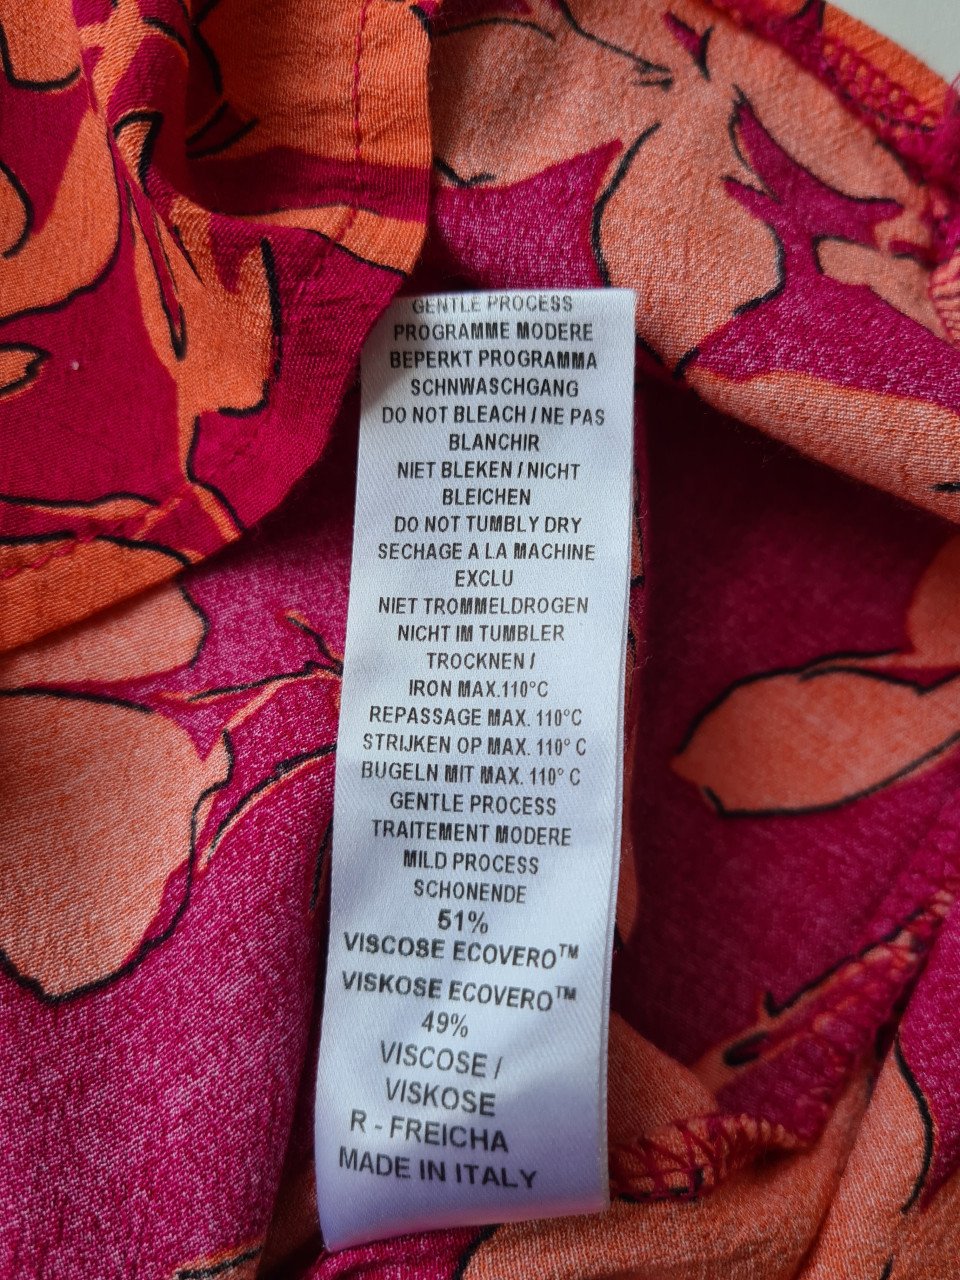 GENTLE PROCESS
PROGRAMME MODERE
BEPERKT PROGRAMMA
SCHNWASCHGANG
DO NOT BLEACH / NE PAS
BLANCHIR
NIET BLEKEN / NICHT
BLEICHEN
DO NOT TUMBLY DRY
SECHAGE A LA MACHINE
EXCLU
NIET TROMMELDROGEN
NICHT IM TUMBLER
TROCKNEN /
IRON MAX.110°C
REPASSAGE MAX. 110°C
STRIJKEN OP MAX. 110° C
BUGELN MIT MAX. 110° C
GENTLE PROCESS
TRAITEMENT MODERE
MILD PROCESS
SCHONENDE
51%
VISCOSE ECOVERO™
VISKOSE ECOVERO™
49%
VISCOSE /
VISKOSE
R - FREICHA
MADE IN ITALY